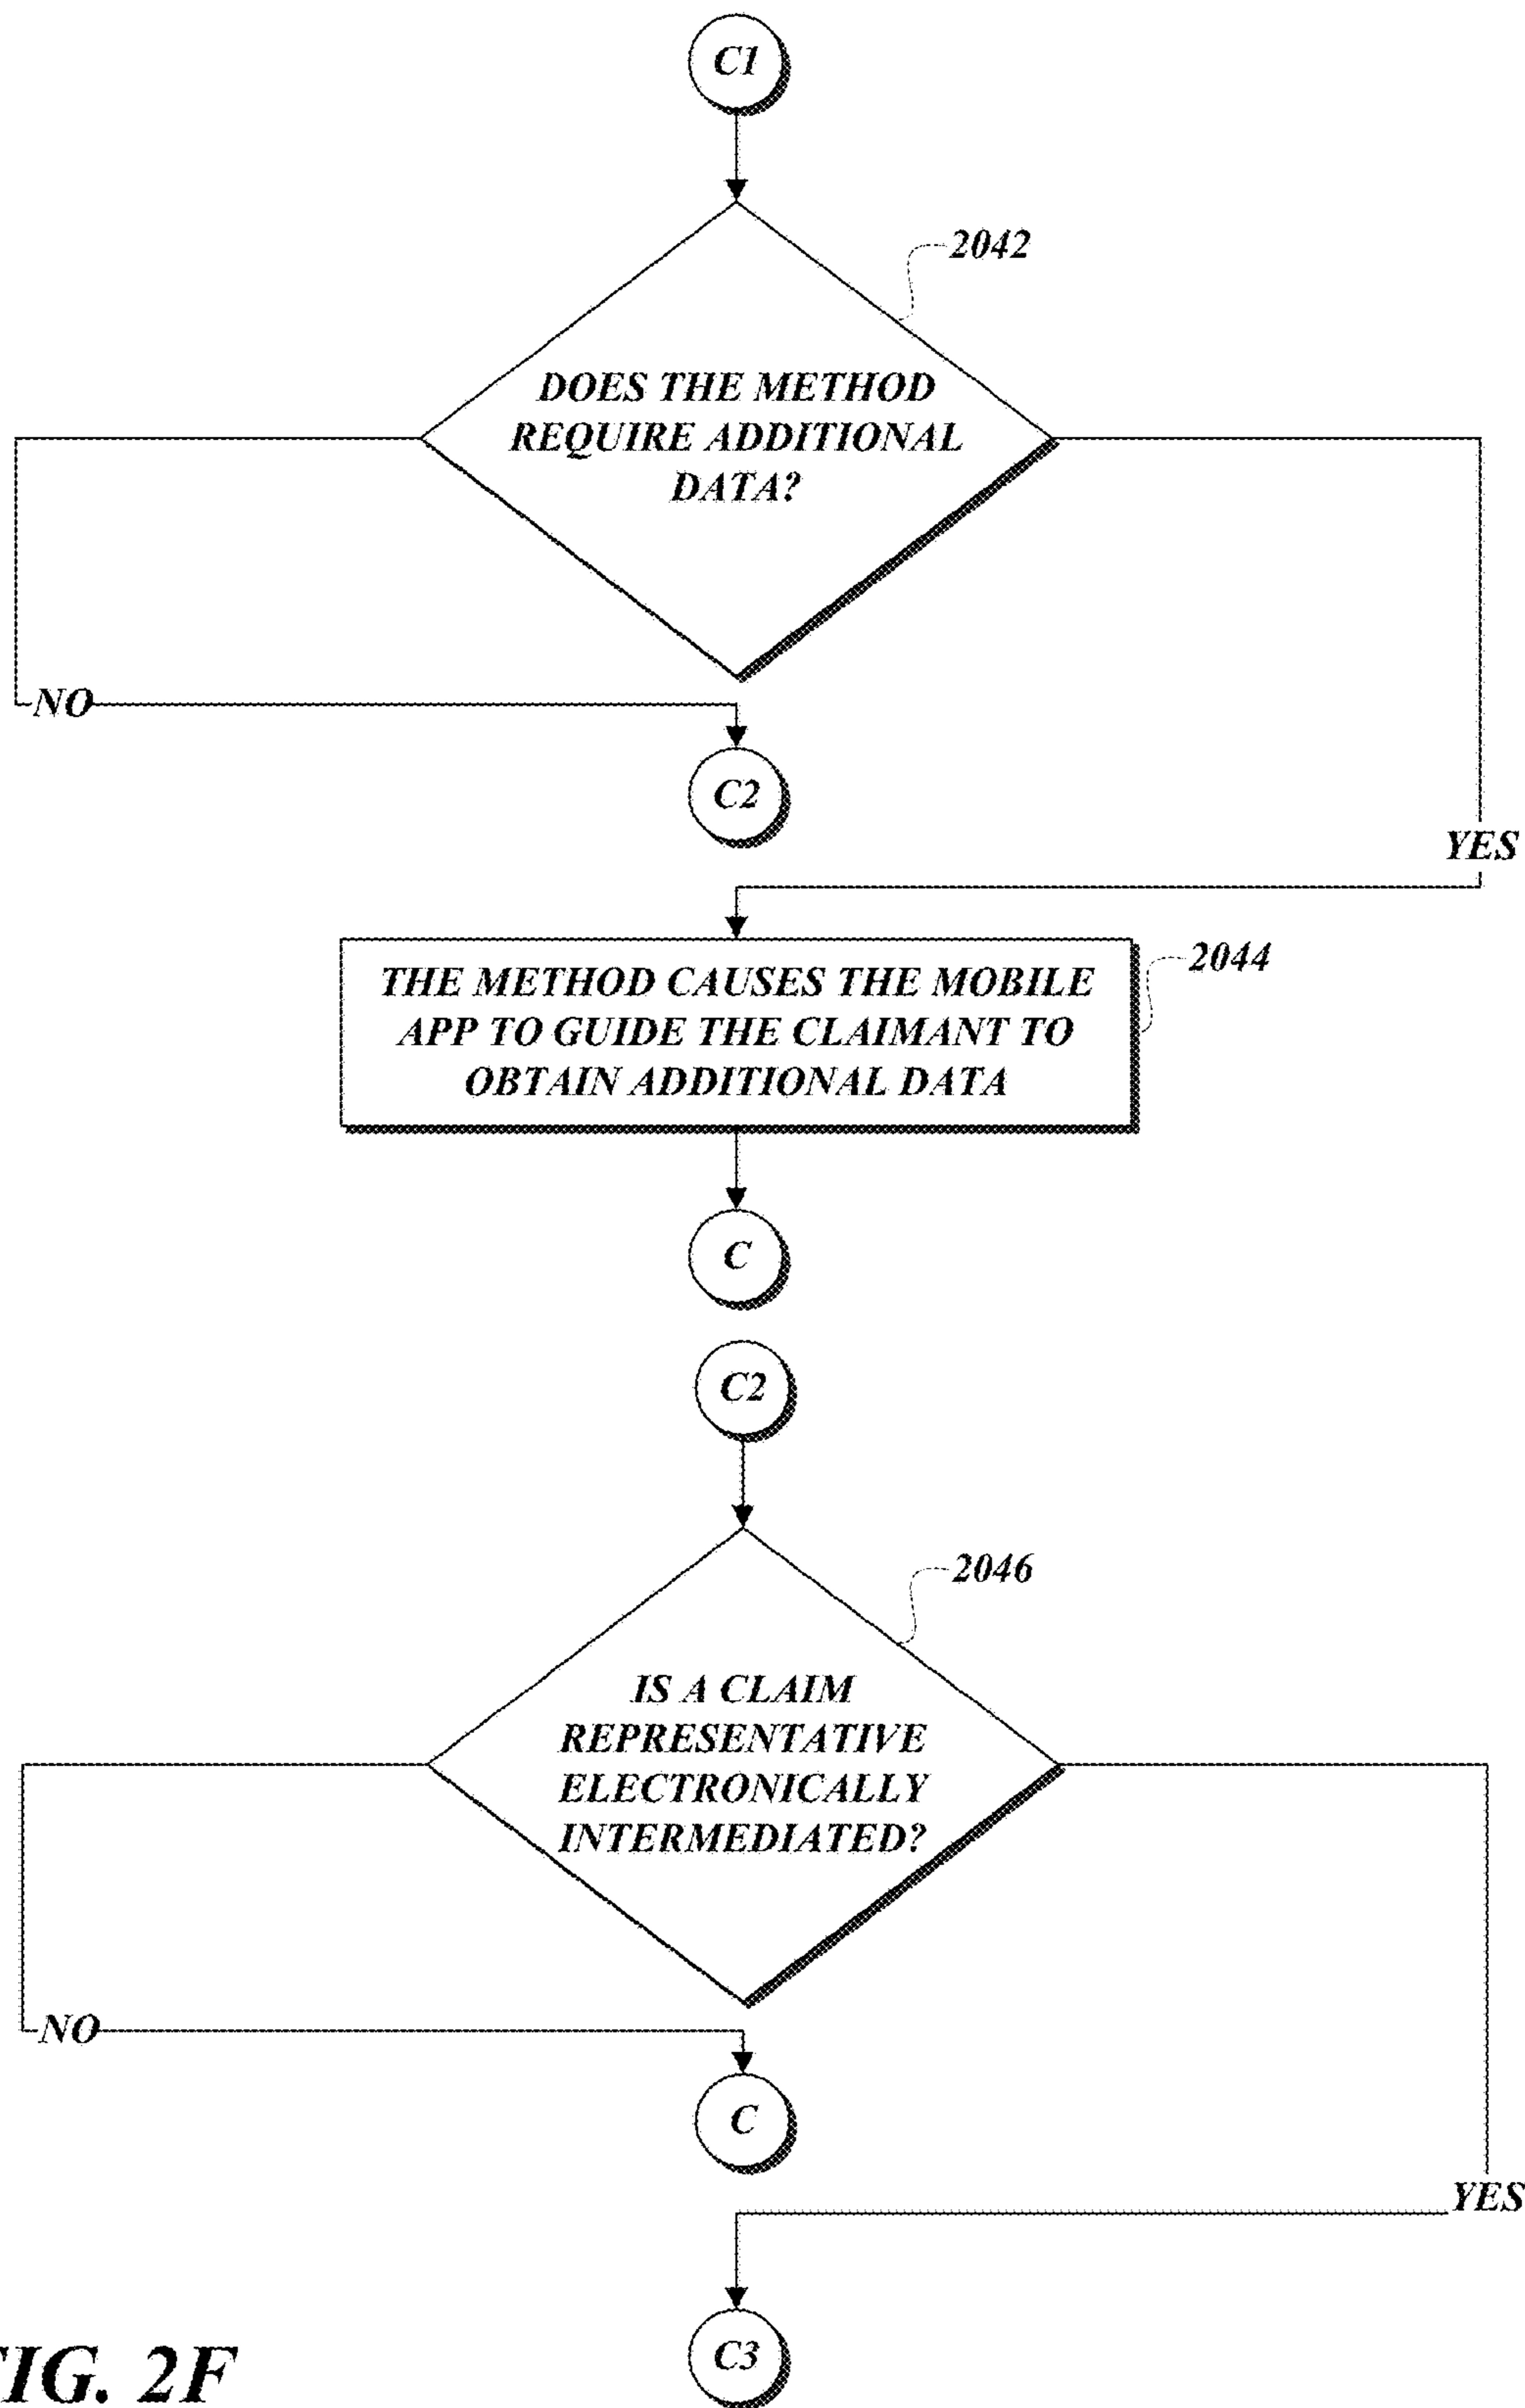 C1
2042
DOES THE METHOD
REQUIRE ADDITIONAL
DATA?
NO
C2
YES
2044
THE METHOD CAUSES THE MOBILE
APP TO GUIDE THE CLAIMANT TO
OBTAIN ADDITIONAL DATA
C
C2
2046
IS A CLAIM
REPRESENTATIVE
ELECTRONICALLY
INTERMEDIATED?
NO
C
YES
C3
FIG. 2F